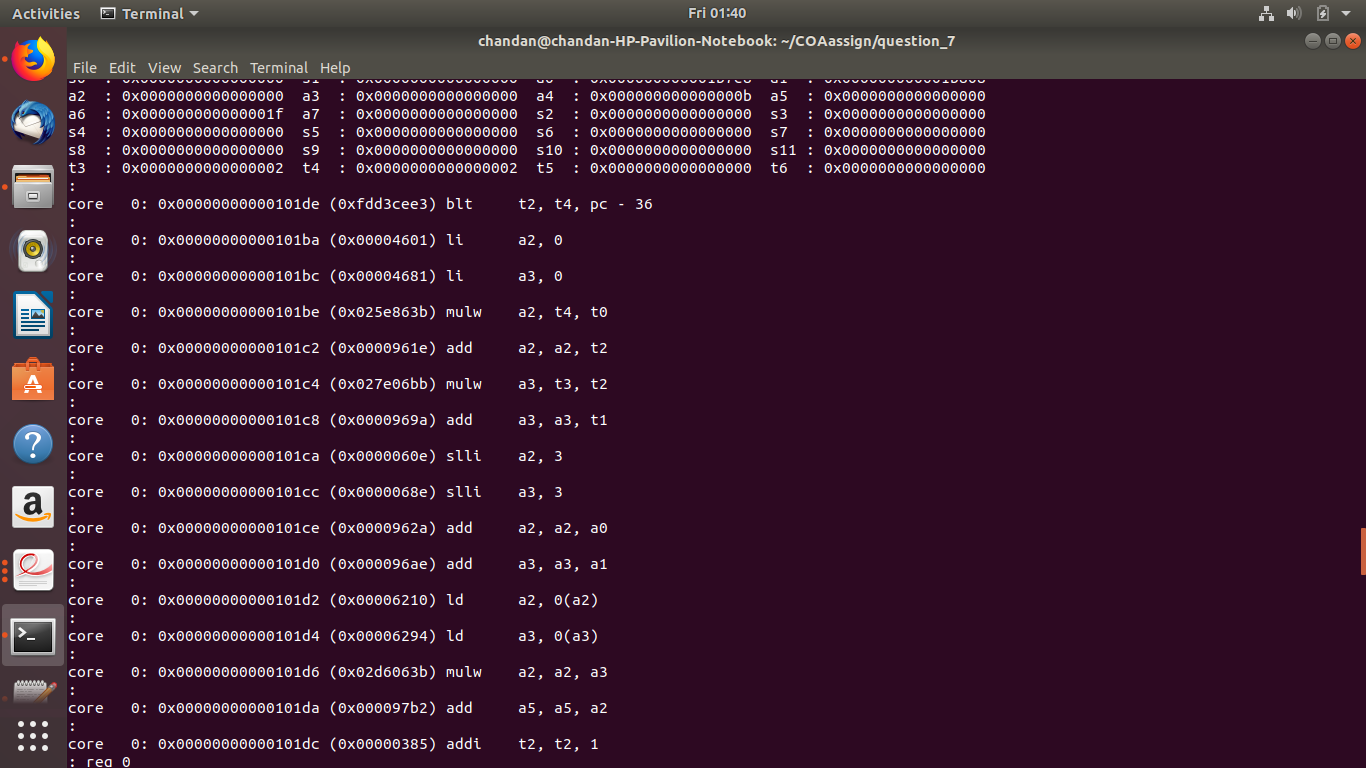 Activities Terminal Fri 01:40
chandan@chandan-HP-Pavilion-Notebook: ~/COAassign/question_7
File Edit View Search Terminal Help
a2 : 0x0000000000000000 a3 : 0x0000000000000000 a4 : 0x000000000000000b a5 : 0x0000000000000000
a6 : 0x000000000000001f a7 : 0x0000000000000000 s2 : 0x0000000000000000 s3 : 0x0000000000000000
s4 : 0x0000000000000000 s5 : 0x0000000000000000 s6 : 0x0000000000000000 s7 : 0x0000000000000000
s8 : 0x0000000000000000 s9 : 0x0000000000000000 s10 : 0x0000000000000000 s11 : 0x0000000000000000
t3 : 0x0000000000000002 t4 : 0x0000000000000002 t5 : 0x0000000000000000 t6 : 0x0000000000000000
:
core 0: 0x00000000000101de (0xfdd3cee3) blt t2, t4, pc - 36
:
core 0: 0x00000000000101ba (0x00004601) li a2, 0
:
core 0: 0x00000000000101bc (0x00004681) li a3, 0
:
core 0: 0x00000000000101be (0x025e863b) mulw a2, t4, t0
:
core 0: 0x00000000000101c2 (0x0000961e) add a2, a2, t2
:
core 0: 0x00000000000101c4 (0x027e06bb) mulw a3, t3, t2
:
core 0: 0x00000000000101c8 (0x0000969a) add a3, a3, t1
:
core 0: 0x00000000000101ca (0x0000060e) slli a2, 3
:
core 0: 0x00000000000101cc (0x0000068e) slli a3, 3
:
core 0: 0x00000000000101ce (0x0000962a) add a2, a2, a0
:
core 0: 0x00000000000101d0 (0x000096ae) add a3, a3, a1
:
core 0: 0x00000000000101d2 (0x00006210) ld a2, 0(a2)
:
core 0: 0x00000000000101d4 (0x00006294) ld a3, 0(a3)
:
core 0: 0x00000000000101d6 (0x02d6063b) mulw a2, a2, a3
:
core 0: 0x00000000000101da (0x000097b2) add a5, a5, a2
:
core 0: 0x00000000000101dc (0x00000385) addi t2, t2, 1
: reg 0